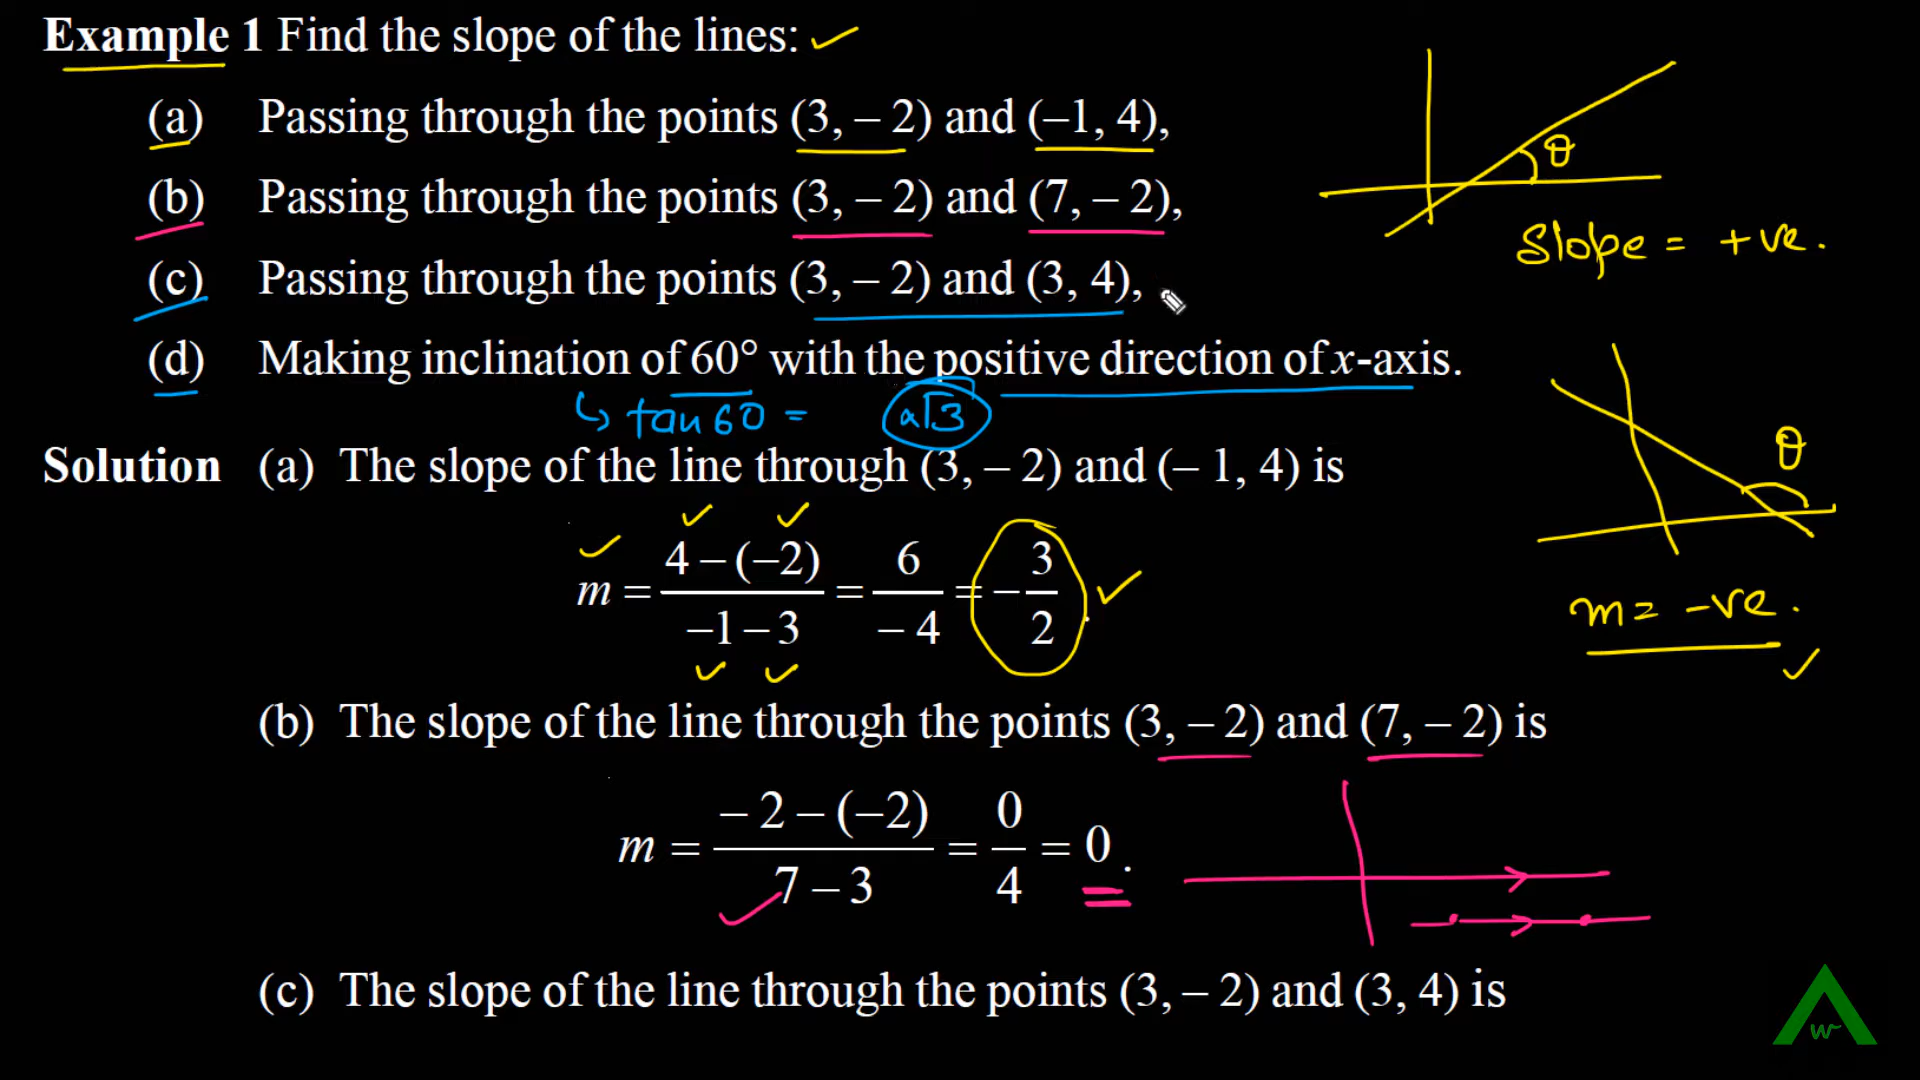 Example 1 Find the slope of the lines:
(a) Passing through the points (3, – 2) and (–1, 4),
θ
(b) Passing through the points (3, – 2) and (7, – 2),
Slope = +ve.
(c) Passing through the points (3, – 2) and (3, 4),
(d) Making inclination of 60° with the positive direction of x-axis.
tan 60 = √3
θ
Solution (a) The slope of the line through (3, – 2) and (– 1, 4) is
m = (4 – (–2))/(–1 – 3) = 6/(– 4) = – 3/2.
m = -ve.
(b) The slope of the line through the points (3, – 2) and (7, – 2) is
m = (– 2 – (–2))/(7 – 3) = 0/4 = 0.
(c) The slope of the line through the points (3, – 2) and (3, 4) is
W